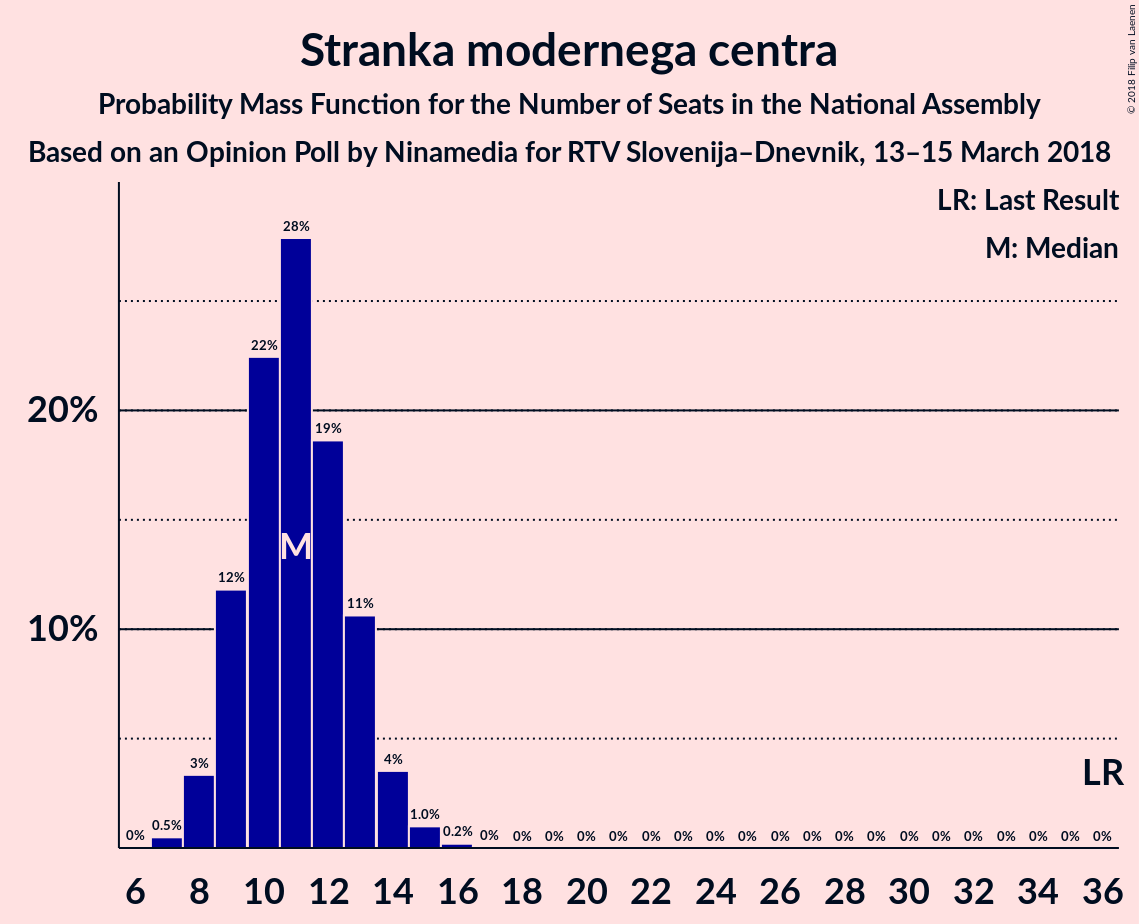 Stranka modernega centra
Probability Mass Function for the Number of Seats in the National Assembly
Based on an Opinion Poll by Ninamedia for RTV Slovenija–Dnevnik, 13–15 March 2018
© 2018 Filip van Laenen
LR: Last Result
M: Median
20%
10%
0% 0.5% 3% 12% 22% 28% 19% 11% 4% 1.0% 0.2% 0% 0% 0% 0% 0% 0% 0% 0% 0% 0% 0% 0% 0% 0% 0% 0% 0% 0% 0% 0%
M
LR
6 8 10 12 14 16 18 20 22 24 26 28 30 32 34 36